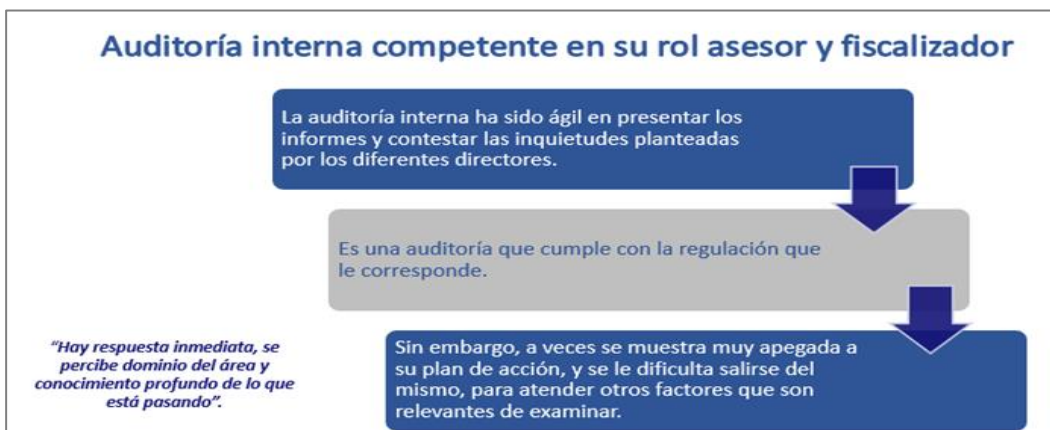 Auditoría interna competente en su rol asesor y fiscalizador
La auditoría interna ha sido ágil en presentar los
informes y contestar las inquietudes planteadas
por los diferentes directores.
Es una auditoría que cumple con la regulación que
le corresponde.
Sin embargo, a veces se muestra muy apegada a
su plan de acción, y se le dificulta salirse del
mismo, para atender otros factores que son
relevantes de examinar.
“Hay respuesta inmediata, se
percibe dominio del área y
conocimiento profundo de lo que
está pasando”.